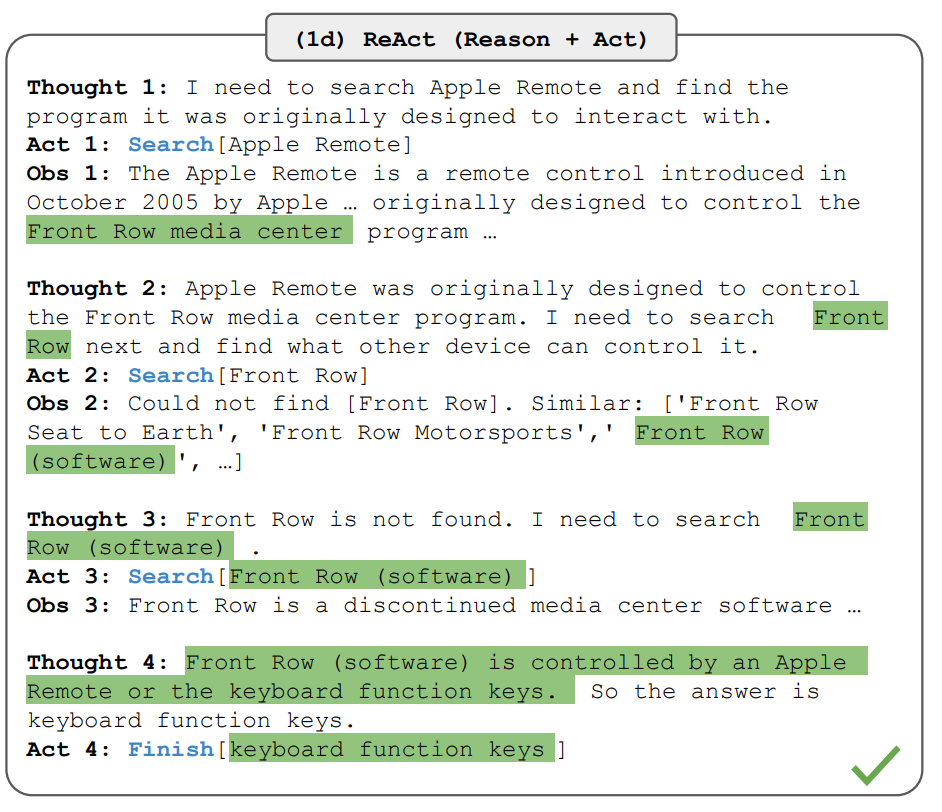 (1d) ReAct (Reason + Act)
Thought 1: I need to search Apple Remote and find the
program it was originally designed to interact with.
Act 1: Search[Apple Remote]
Obs 1: The Apple Remote is a remote control introduced in
October 2005 by Apple … originally designed to control the
Front Row media center program …
Thought 2: Apple Remote was originally designed to control
the Front Row media center program. I need to search Front
Row next and find what other device can control it.
Act 2: Search[Front Row]
Obs 2: Could not find [Front Row]. Similar: ['Front Row
Seat to Earth', 'Front Row Motorsports',' Front Row
(software)', …]
Thought 3: Front Row is not found. I need to search Front
Row (software) .
Act 3: Search[Front Row (software) ]
Obs 3: Front Row is a discontinued media center software …
Thought 4: Front Row (software) is controlled by an Apple
Remote or the keyboard function keys. So the answer is
keyboard function keys.
Act 4: Finish[keyboard function keys ]